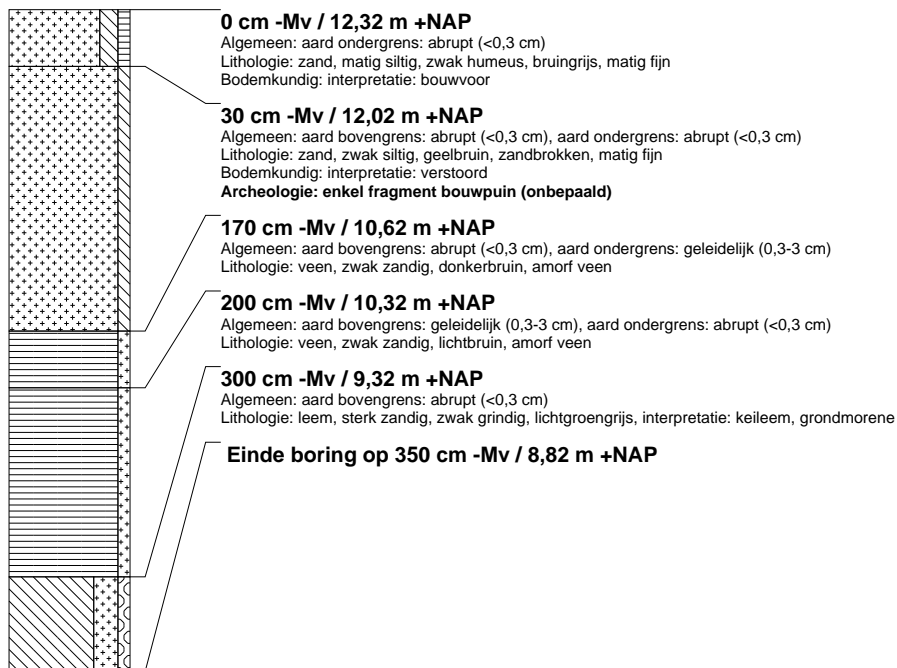 0 cm -Mv / 12,32 m +NAP
Algemeen: aard ondergrens: abrupt (<0,3 cm)
Lithologie: zand, matig siltig, zwak humeus, bruingrijs, matig fijn
Bodemkundig: interpretatie: bouwvoor
30 cm -Mv / 12,02 m +NAP
Algemeen: aard bovengrens: abrupt (<0,3 cm), aard ondergrens: abrupt (<0,3 cm)
Lithologie: zand, zwak siltig, geelbruin, zandbrokken, matig fijn
Bodemkundig: interpretatie: verstoord
Archeologie: enkel fragment bouwpuin (onbepaald)
170 cm -Mv / 10,62 m +NAP
Algemeen: aard bovengrens: abrupt (<0,3 cm), aard ondergrens: geleidelijk (0,3-3 cm)
Lithologie: veen, zwak zandig, donkerbruin, amorf veen
200 cm -Mv / 10,32 m +NAP
Algemeen: aard bovengrens: geleidelijk (0,3-3 cm), aard ondergrens: abrupt (<0,3 cm)
Lithologie: veen, zwak zandig, lichtbruin, amorf veen
300 cm -Mv / 9,32 m +NAP
Algemeen: aard bovengrens: abrupt (<0,3 cm)
Lithologie: leem, sterk zandig, zwak grindig, lichtgroengrijs, interpretatie: keileem, grondmorene
Einde boring op 350 cm -Mv / 8,82 m +NAP